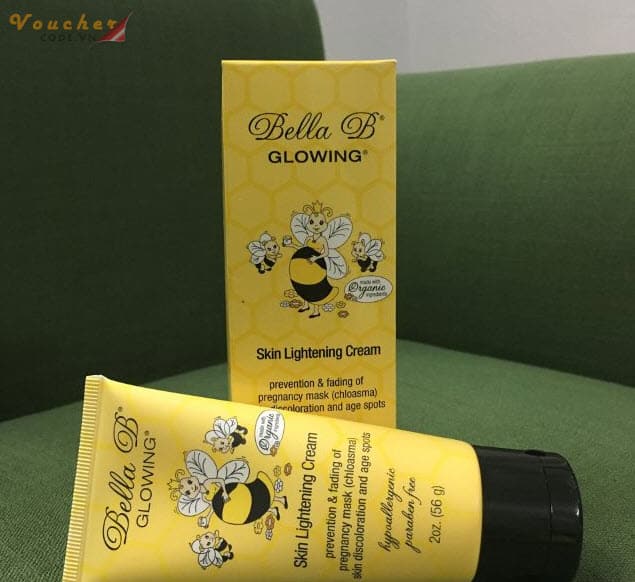 Voucher
CODE.VN
Bella B®
GLOWING®
made with
Organic
ingredients
Skin Lightening Cream
prevention & fading of
pregnancy mask (chloasma)
discoloration and age spots
Bella B®
GLOWING®
made with
Organic
ingredients
Skin Lightening Cream
prevention & fading of
pregnancy mask (chloasma)
skin discoloration and age spots
hypoallergenic
paraben free
2oz. (56 g)